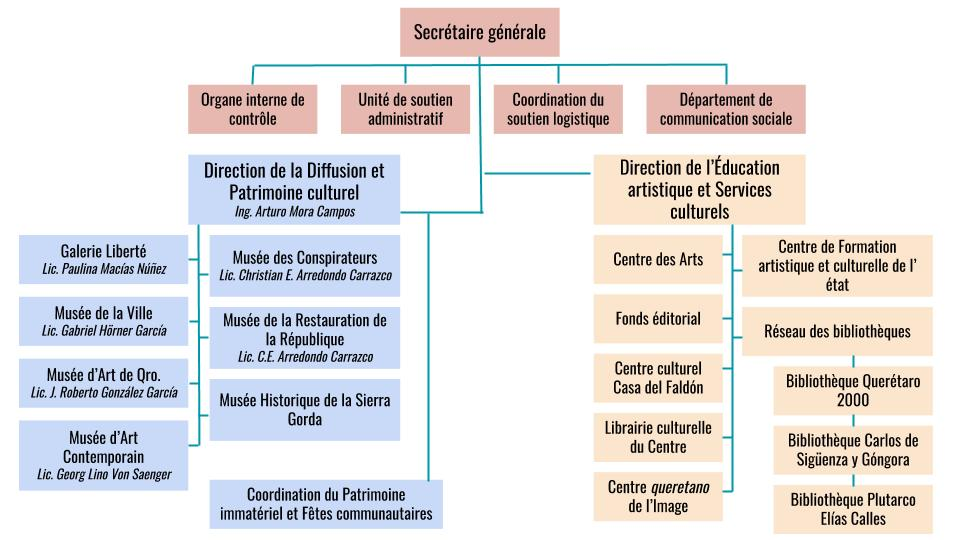 Secrétaire générale
Organe interne de
contrôle
Unité de soutien
administratif
Coordination du
soutien logistique
Département de
communication sociale
Direction de la Diffusion et
Patrimoine culturel
Ing. Arturo Mora Campos
Galerie Liberté
Lic. Paulina Macías Núñez
Musée de la Ville
Lic. Gabriel Hörner García
Musée d'Art de Qro.
Lic. J. Roberto González García
Musée d'Art
Contemporain
Lic. Georg Lino Von Saenger
Musée des Conspirateurs
Lic. Christian E. Arredondo Carrazco
Musée de la Restauration de
la République
Lic. C.E. Arredondo Carrazco
Musée Historique de la Sierra
Gorda
Coordination du Patrimoine
immatériel et Fêtes communautaires
Direction de l'Éducation
artistique et Services
culturels
Centre des Arts
Fonds éditorial
Centre culturel
Casa del Faldón
Librairie culturelle
du Centre
Centre queretano
de l'Image
Centre de Formation
artistique et culturelle de l'
état
Réseau des bibliothèques
Bibliothèque Querétaro
2000
Bibliothèque Carlos de
Sigüenza y Góngora
Bibliothèque Plutarco
Elías Calles